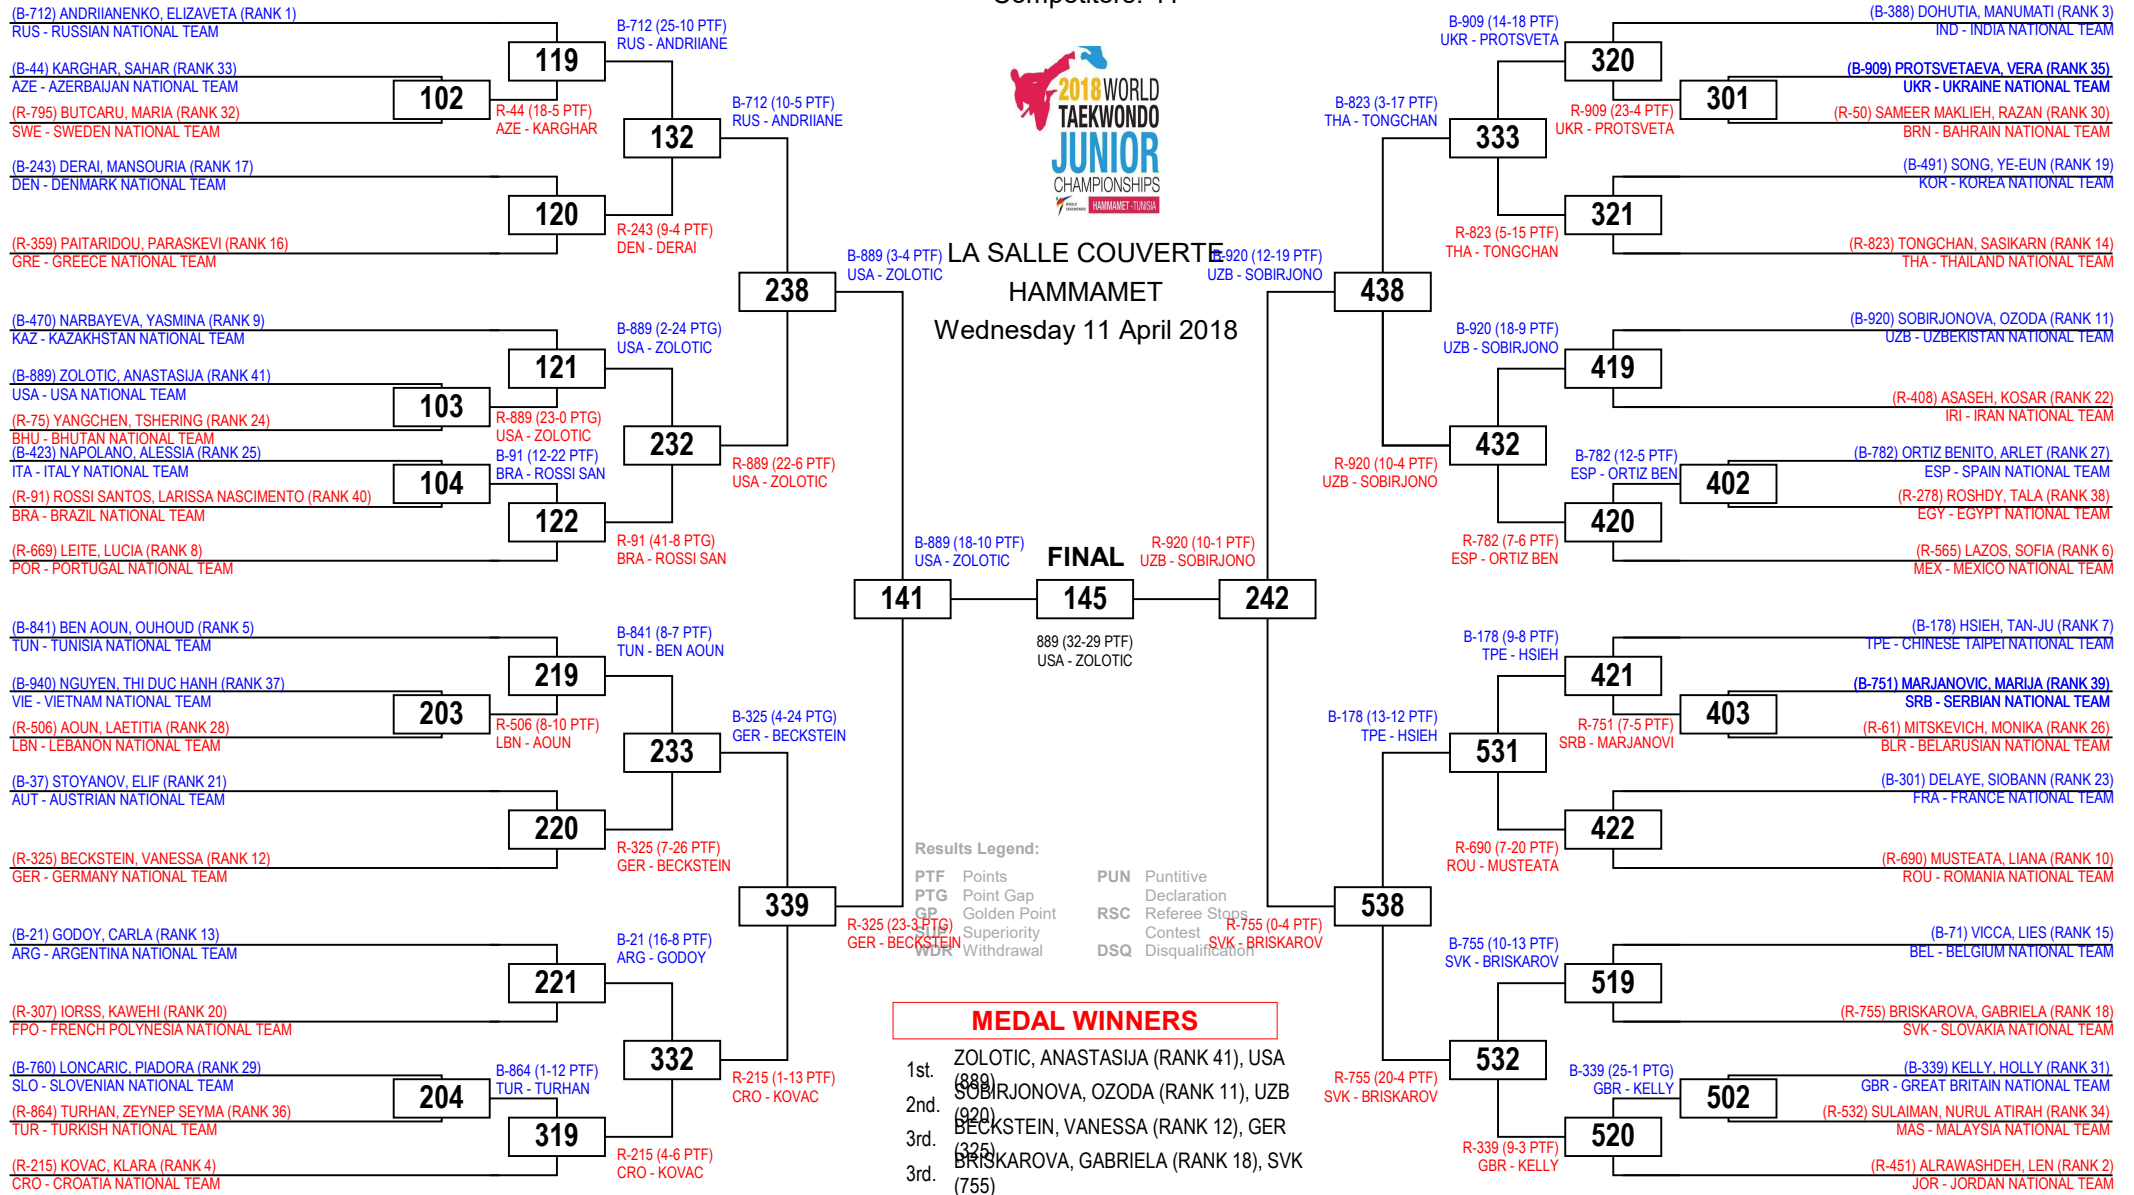 Competitors: 41
(B-712) ANDRIIANENKO, ELIZAVETA (RANK 1)
RUS - RUSSIAN NATIONAL TEAM
(B-44) KARGHAR, SAHAR (RANK 33)
AZE - AZERBAIJAN NATIONAL TEAM
(R-795) BUTCARU, MARIA (RANK 32)
SWE - SWEDEN NATIONAL TEAM
(B-243) DERAI, MANSOURIA (RANK 17)
DEN - DENMARK NATIONAL TEAM
(R-359) PAITARIDOU, PARASKEVI (RANK 16)
GRE - GREECE NATIONAL TEAM
(B-470) NARBAYEVA, YASMINA (RANK 9)
KAZ - KAZAKHSTAN NATIONAL TEAM
(B-889) ZOLOTIC, ANASTASIJA (RANK 41)
USA - USA NATIONAL TEAM
(R-75) YANGCHEN, TSHERING (RANK 24)
BHU - BHUTAN NATIONAL TEAM
(B-423) NAPOLANO, ALESSIA (RANK 25)
ITA - ITALY NATIONAL TEAM
(R-91) ROSSI SANTOS, LARISSA NASCIMENTO (RANK 40)
BRA - BRAZIL NATIONAL TEAM
(R-669) LEITE, LUCIA (RANK 8)
POR - PORTUGAL NATIONAL TEAM
(B-841) BEN AOUN, OUHOUD (RANK 5)
TUN - TUNISIA NATIONAL TEAM
(B-940) NGUYEN, THI DUC HANH (RANK 37)
VIE - VIETNAM NATIONAL TEAM
(R-506) AOUN, LAETITIA (RANK 28)
LBN - LEBANON NATIONAL TEAM
(B-37) STOYANOV, ELIF (RANK 21)
AUT - AUSTRIAN NATIONAL TEAM
(R-325) BECKSTEIN, VANESSA (RANK 12)
GER - GERMANY NATIONAL TEAM
(B-21) GODOY, CARLA (RANK 13)
ARG - ARGENTINA NATIONAL TEAM
(R-307) IORSS, KAWEHI (RANK 20)
FPO - FRENCH POLYNESIA NATIONAL TEAM
(B-760) LONCARIC, PIADORA (RANK 29)
SLO - SLOVENIAN NATIONAL TEAM
(R-864) TURHAN, ZEYNEP SEYMA (RANK 36)
TUR - TURKISH NATIONAL TEAM
(R-215) KOVAC, KLARA (RANK 4)
CRO - CROATIA NATIONAL TEAM
102
R-44 (18-5 PTF)
AZE - KARGHAR
103
R-889 (23-0 PTG)
USA - ZOLOTIC
104
B-91 (12-22 PTF)
BRA - ROSSI SAN
203
R-506 (8-10 PTF)
LBN - AOUN
204
B-864 (1-12 PTF)
TUR - TURHAN
119
B-712 (25-10 PTF)
RUS - ANDRIIANE
120
R-243 (9-4 PTF)
DEN - DERAI
121
B-889 (2-24 PTG)
USA - ZOLOTIC
122
R-91 (41-8 PTG)
BRA - ROSSI SAN
219
B-841 (8-7 PTF)
TUN - BEN AOUN
220
R-325 (7-26 PTF)
GER - BECKSTEIN
221
B-21 (16-8 PTF)
ARG - GODOY
319
R-215 (4-6 PTF)
CRO - KOVAC
132
B-712 (10-5 PTF)
RUS - ANDRIIANE
232
R-889 (22-6 PTF)
USA - ZOLOTIC
233
B-325 (4-24 PTG)
GER - BECKSTEIN
332
R-215 (1-13 PTF)
CRO - KOVAC
238
B-889 (3-4 PTF)
USA - ZOLOTIC
339
R-325 (23-3 PTG)
GER - BECKSTEIN
141
B-889 (18-10 PTF)
USA - ZOLOTIC
2018 WORLD
TAEKWONDO
JUNIOR
CHAMPIONSHIPS
HAMMAMET - TUNISIA
LA SALLE COUVERTE
HAMMAMET
Wednesday 11 April 2018
FINAL
145
889 (32-29 PTF)
USA - ZOLOTIC
Results Legend:
PTF Points
PTG Point Gap
GP Golden Point
SUP Superiority
WDR Withdrawal
PUN Puntitive
Declaration
RSC Referee Stops
Contest
DSQ Disqualification
MEDAL WINNERS
1st. ZOLOTIC, ANASTASIJA (RANK 41), USA
(889)
2nd. SOBIRJONOVA, OZODA (RANK 11), UZB
(920)
3rd. BECKSTEIN, VANESSA (RANK 12), GER
(325)
3rd. BRISKAROVA, GABRIELA (RANK 18), SVK
(755)
R-920 (10-1 PTF)
UZB - SOBIRJONO
242
B-920 (12-19 PTF)
UZB - SOBIRJONO
438
R-755 (0-4 PTF)
SVK - BRISKAROV
538
B-823 (3-17 PTF)
THA - TONGCHAN
333
R-920 (10-4 PTF)
UZB - SOBIRJONO
432
B-178 (13-12 PTF)
TPE - HSIEH
531
R-755 (20-4 PTF)
SVK - BRISKAROV
532
B-909 (14-18 PTF)
UKR - PROTSVETA
320
R-823 (5-15 PTF)
THA - TONGCHAN
321
B-920 (18-9 PTF)
UZB - SOBIRJONO
419
R-782 (7-6 PTF)
ESP - ORTIZ BEN
420
B-178 (9-8 PTF)
TPE - HSIEH
421
R-690 (7-20 PTF)
ROU - MUSTEATA
422
B-755 (10-13 PTF)
SVK - BRISKAROV
519
R-339 (9-3 PTF)
GBR - KELLY
520
R-909 (23-4 PTF)
UKR - PROTSVETA
301
B-782 (12-5 PTF)
ESP - ORTIZ BEN
402
R-751 (7-5 PTF)
SRB - MARJANOVI
403
B-339 (25-1 PTG)
GBR - KELLY
502
(B-388) DOHUTIA, MANUMATI (RANK 3)
IND - INDIA NATIONAL TEAM
(B-909) PROTSVETAEVA, VERA (RANK 35)
UKR - UKRAINE NATIONAL TEAM
(R-50) SAMEER MAKLIEH, RAZAN (RANK 30)
BRN - BAHRAIN NATIONAL TEAM
(B-491) SONG, YE-EUN (RANK 19)
KOR - KOREA NATIONAL TEAM
(R-823) TONGCHAN, SASIKARN (RANK 14)
THA - THAILAND NATIONAL TEAM
(B-920) SOBIRJONOVA, OZODA (RANK 11)
UZB - UZBEKISTAN NATIONAL TEAM
(R-408) ASASEH, KOSAR (RANK 22)
IRI - IRAN NATIONAL TEAM
(B-782) ORTIZ BENITO, ARLET (RANK 27)
ESP - SPAIN NATIONAL TEAM
(R-278) ROSHDY, TALA (RANK 38)
EGY - EGYPT NATIONAL TEAM
(R-565) LAZOS, SOFIA (RANK 6)
MEX - MEXICO NATIONAL TEAM
(B-178) HSIEH, TAN-JU (RANK 7)
TPE - CHINESE TAIPEI NATIONAL TEAM
(B-751) MARJANOVIC, MARIJA (RANK 39)
SRB - SERBIAN NATIONAL TEAM
(R-61) MITSKEVICH, MONIKA (RANK 26)
BLR - BELARUSIAN NATIONAL TEAM
(B-301) DELAYE, SIOBANN (RANK 23)
FRA - FRANCE NATIONAL TEAM
(R-690) MUSTEATA, LIANA (RANK 10)
ROU - ROMANIA NATIONAL TEAM
(B-71) VICCA, LIES (RANK 15)
BEL - BELGIUM NATIONAL TEAM
(R-755) BRISKAROVA, GABRIELA (RANK 18)
SVK - SLOVAKIA NATIONAL TEAM
(B-339) KELLY, HOLLY (RANK 31)
GBR - GREAT BRITAIN NATIONAL TEAM
(R-532) SULAIMAN, NURUL ATIRAH (RANK 34)
MAS - MALAYSIA NATIONAL TEAM
(R-451) ALRAWASHDEH, LEN (RANK 2)
JOR - JORDAN NATIONAL TEAM